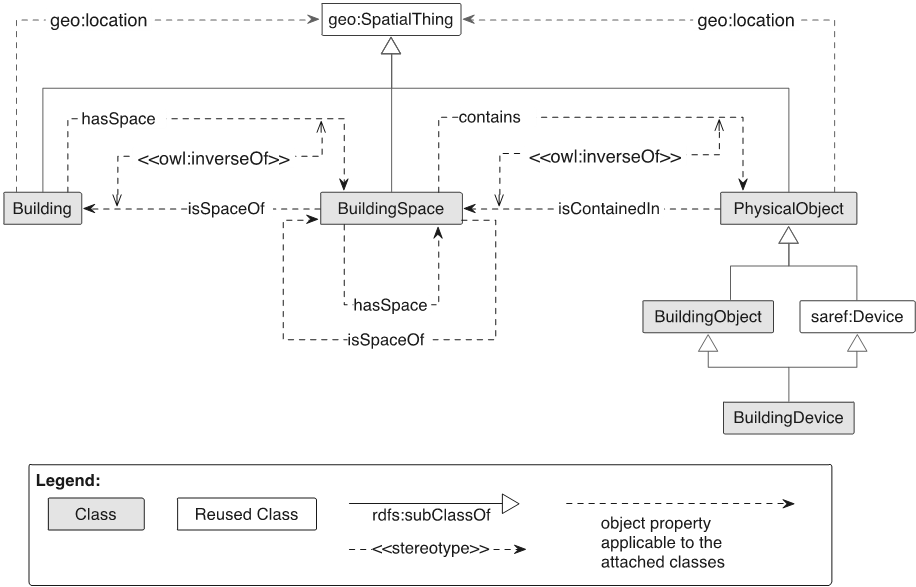 geo:location
geo:SpatialThing
geo:location
hasSpace
contains
<<owl:inverseOf>>
<<owl:inverseOf>>
Building
isSpaceOf
BuildingSpace
isContainedIn
PhysicalObject
hasSpace
isSpaceOf
BuildingObject
saref:Device
BuildingDevice
Legend:
Class
Reused Class
rdfs:subClassOf
<<stereotype>>
object property
applicable to the
attached classes